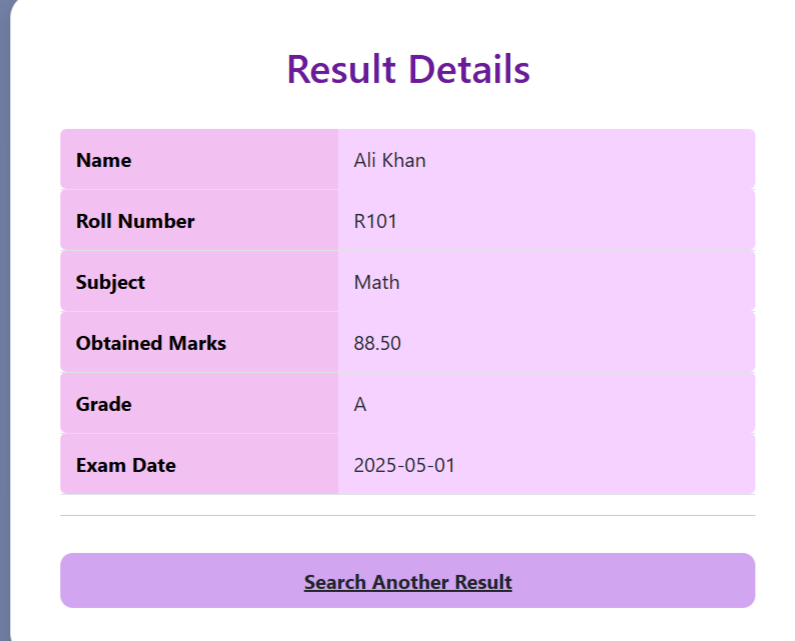 Result Details
Name Ali Khan
Roll Number R101
Subject Math
Obtained Marks 88.50
Grade A
Exam Date 2025-05-01
Search Another Result